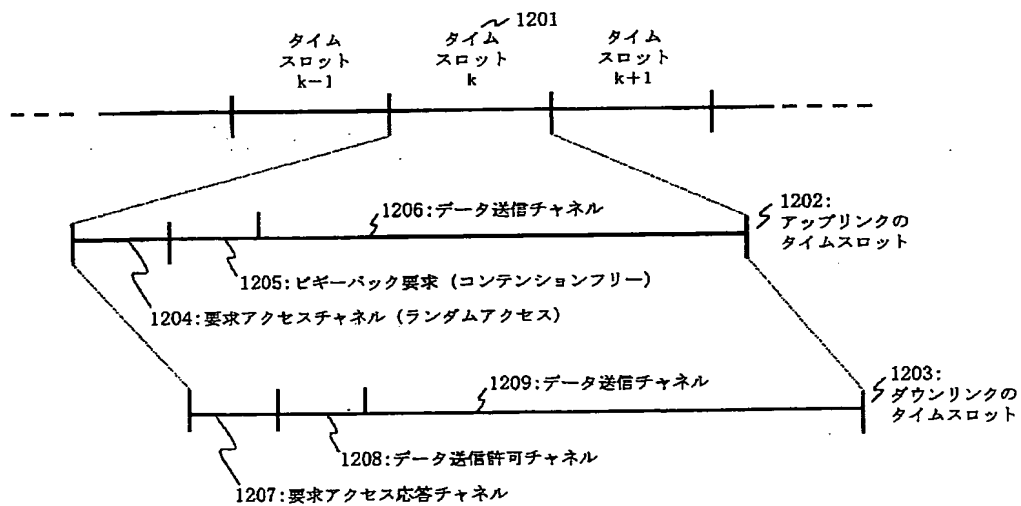 1201
タイム
スロット
k−1
タイム
スロット
k
タイム
スロット
k+1
1206:データ送信チャネル
1202:
アップリンクの
タイムスロット
1205:ピギーバック要求(コンテンションフリー)
1204:要求アクセスチャネル(ランダムアクセス)
1209:データ送信チャネル
1203:
ダウンリンクの
タイムスロット
1208:データ送信許可チャネル
1207:要求アクセス応答チャネル